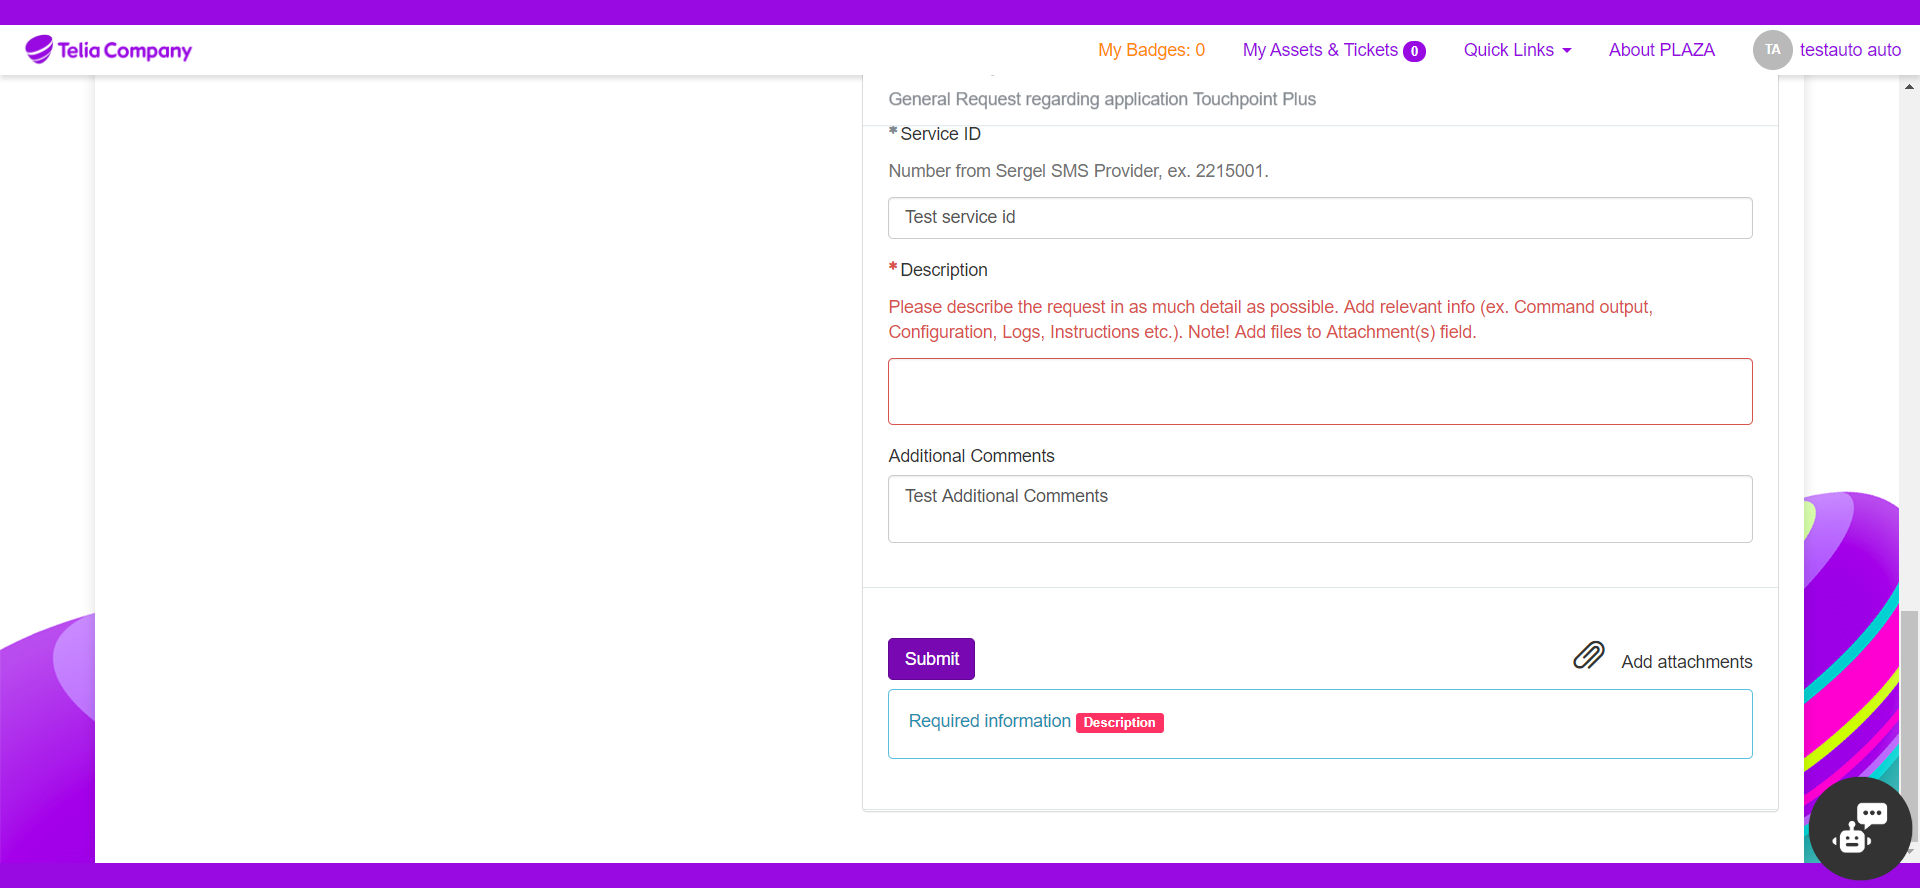 Telia Company
My Badges: 0
My Assets & Tickets 0
Quick Links
About PLAZA
TA
testauto auto
General Request regarding application Touchpoint Plus
* Service ID
Number from Sergel SMS Provider, ex. 2215001.
Test service id
* Description
Please describe the request in as much detail as possible. Add relevant info (ex. Command output,
Configuration, Logs, Instructions etc.). Note! Add files to Attachment(s) field.
Additional Comments
Test Additional Comments
Submit
Add attachments
Required information Description